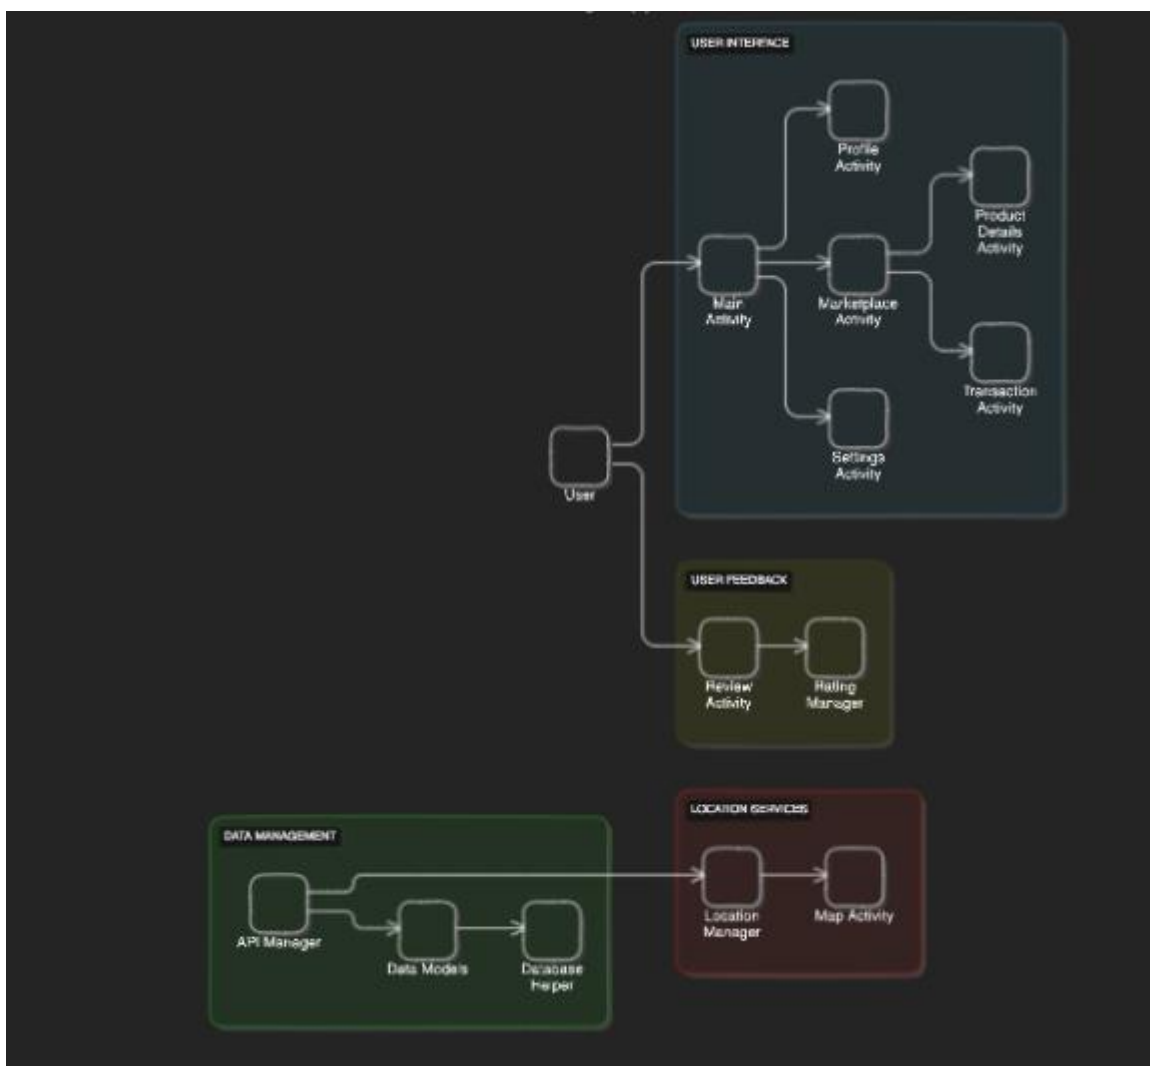 USER INTERFACE
Profile
Activity
Product
Details
Activity
Main
Activity
Marketplace
Activity
Transaction
Activity
Settings
Activity
User
USER FEEDBACK
Review
Activity
Rating
Manager
LOCATION SERVICES
Location
Manager
Map Activity
DATA MANAGEMENT
API Manager
Data Models
Database
Helper